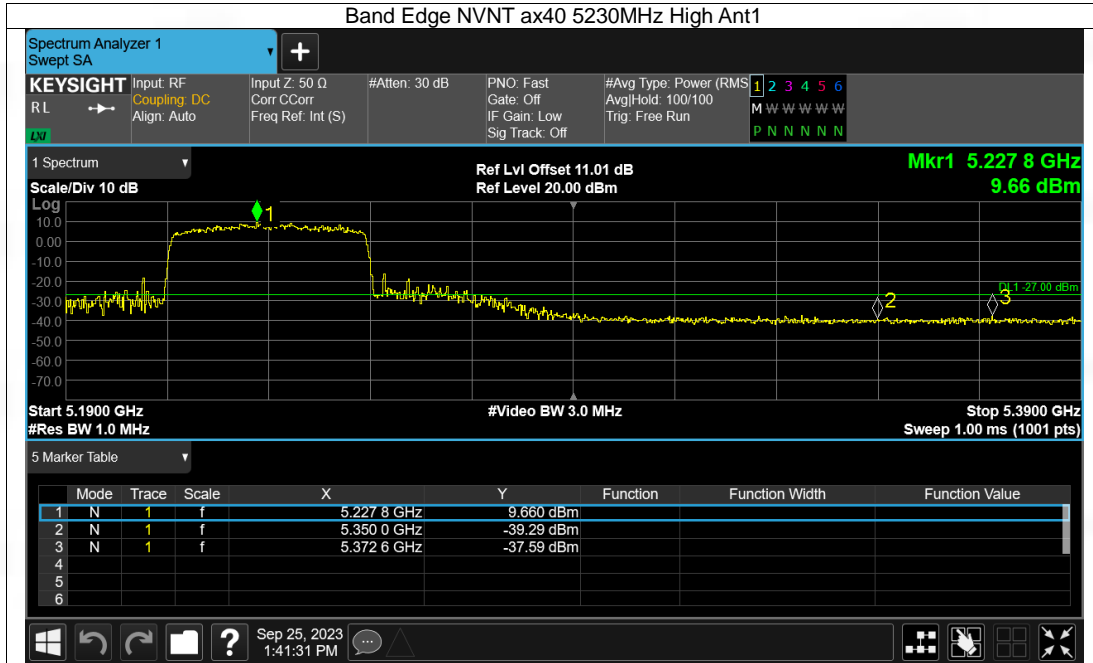 Band Edge NVNT ax40 5230MHz High Ant1
Spectrum Analyzer 1
Swept SA
KEYSIGHT Input: RF Input Z: 50 Ω #Atten: 30 dB PNO: Fast #Avg Type: Power (RMS 1 2 3 4 5 6
RL Coupling: DC Corr CCorr Gate: Off Avg|Hold: 100/100 M W W W W W
Align: Auto Freq Ref: Int (S) IF Gain: Low Trig: Free Run
LXI Sig Track: Off P N N N N N
1 Spectrum Ref Lvl Offset 11.01 dB Mkr1 5.227 8 GHz
Scale/Div 10 dB Ref Level 20.00 dBm 9.66 dBm
Log
10.0 1
0.00
-10.0
-20.0 DL1 -27.00 dBm
-30.0 2 3
-40.0
-50.0
-60.0
-70.0
Start 5.1900 GHz #Video BW 3.0 MHz Stop 5.3900 GHz
#Res BW 1.0 MHz Sweep 1.00 ms (1001 pts)
5 Marker Table
Mode Trace Scale X Y Function Function Width Function Value
1 N 1 f 5.227 8 GHz 9.660 dBm
2 N 1 f 5.350 0 GHz -39.29 dBm
3 N 1 f 5.372 6 GHz -37.59 dBm
4
5
6
? Sep 25, 2023
1:41:31 PM